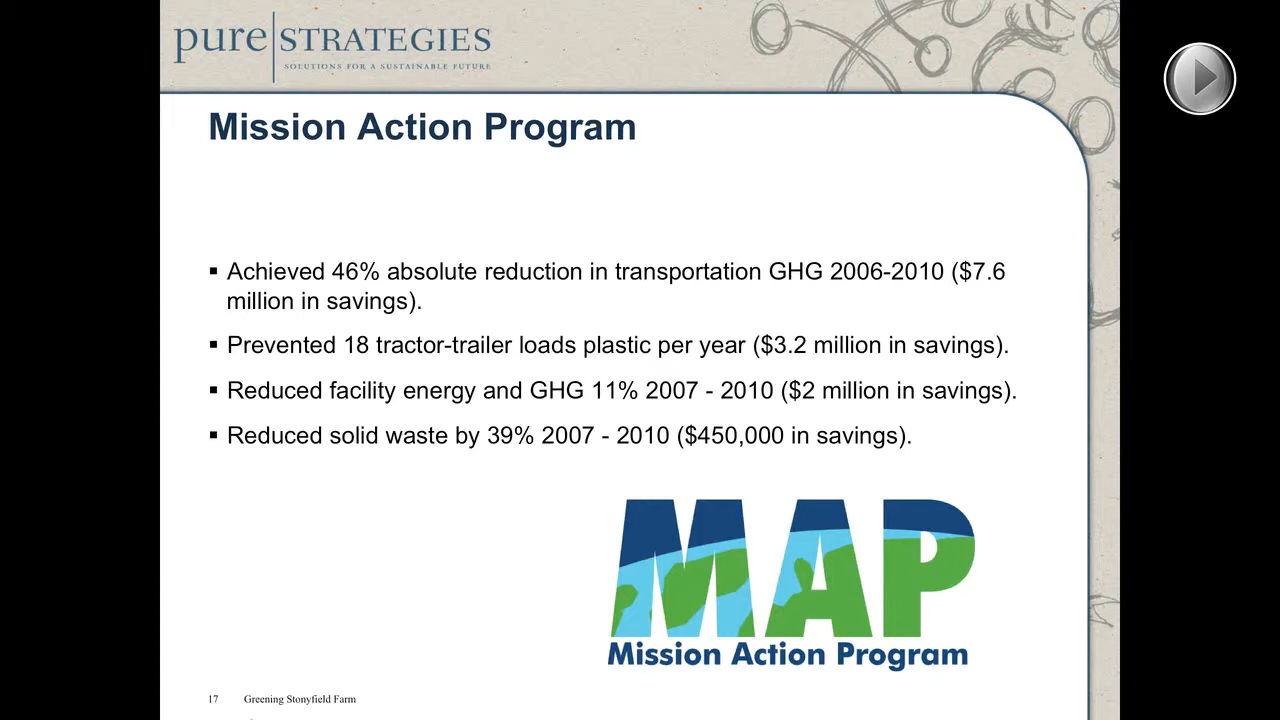 pure STRATEGIES
SOLUTIONS FOR A SUSTAINABLE FUTURE
Mission Action Program
▪ Achieved 46% absolute reduction in transportation GHG 2006-2010 ($7.6
million in savings).
▪ Prevented 18 tractor-trailer loads plastic per year ($3.2 million in savings).
▪ Reduced facility energy and GHG 11% 2007 - 2010 ($2 million in savings).
▪ Reduced solid waste by 39% 2007 - 2010 ($450,000 in savings).
MAP
Mission Action Program
17 Greening Stonyfield Farm